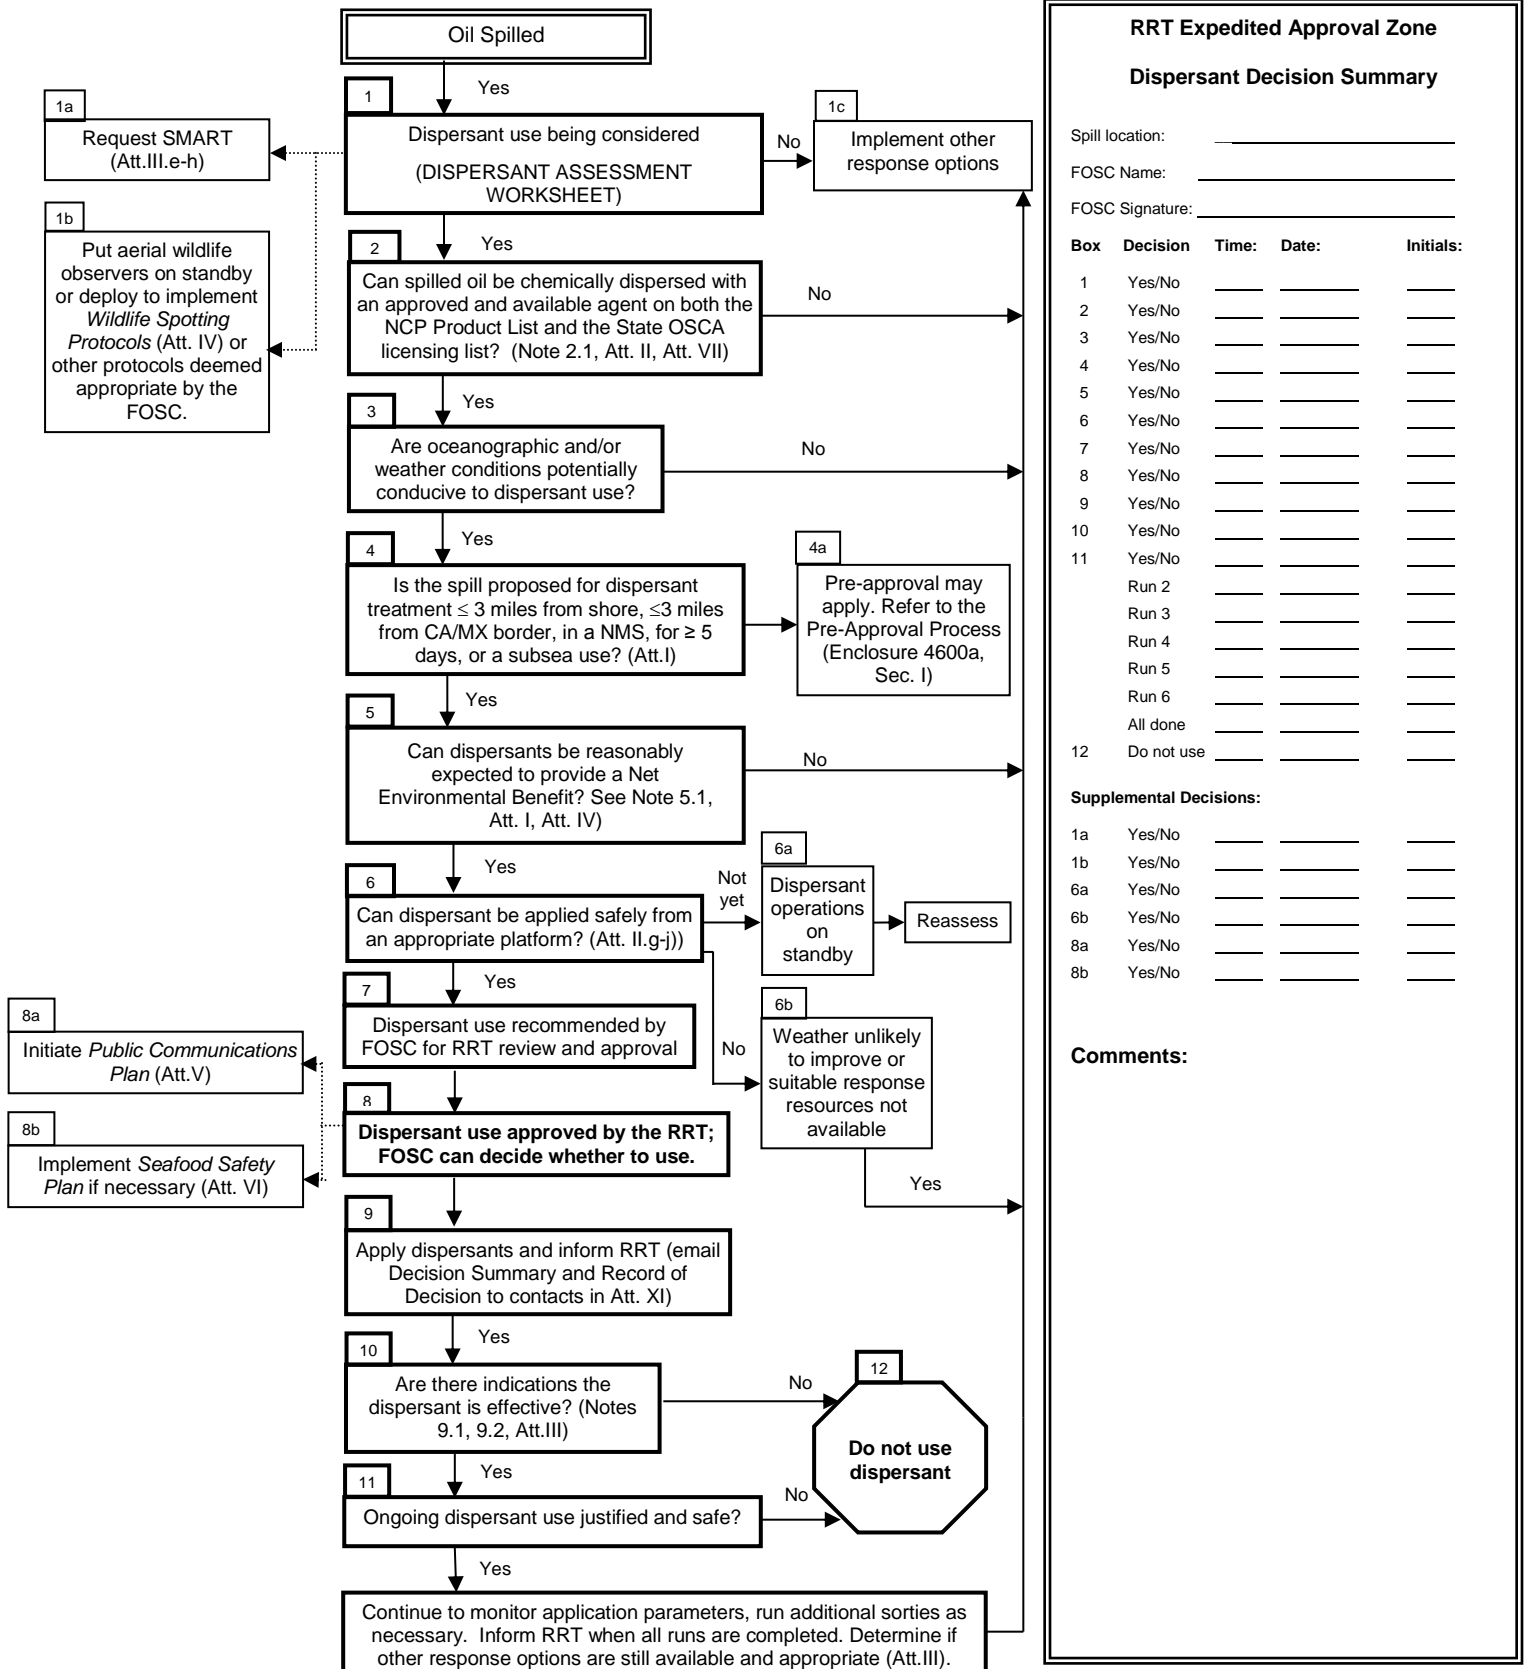 Oil Spilled
Yes
1
Dispersant use being considered
(DISPERSANT ASSESSMENT
WORKSHEET)
1a
Request SMART
(Att.III.e-h)
1b
Put aerial wildlife
observers on standby
or deploy to implement
Wildlife Spotting
Protocols (Att. IV) or
other protocols deemed
appropriate by the
FOSC.
No
1c
Implement other
response options
Yes
2
Can spilled oil be chemically dispersed with
an approved and available agent on both the
NCP Product List and the State OSCA
licensing list? (Note 2.1, Att. II, Att. VII)
No
Yes
3
Are oceanographic and/or
weather conditions potentially
conducive to dispersant use?
No
Yes
4
Is the spill proposed for dispersant
treatment ≤ 3 miles from shore, ≤3 miles
from CA/MX border, in a NMS, for ≥ 5
days, or a subsea use? (Att.I)
4a
Pre-approval may
apply. Refer to the
Pre-Approval Process
(Enclosure 4600a,
Sec. I)
Yes
5
Can dispersants be reasonably
expected to provide a Net
Environmental Benefit? See Note 5.1,
Att. I, Att. IV)
No
Yes
6
Can dispersant be applied safely from
an appropriate platform? (Att. II.g-j))
Not
yet
6a
Dispersant
operations
on
standby
Reassess
No
6b
Weather unlikely
to improve or
suitable response
resources not
available
Yes
Yes
7
Dispersant use recommended by
FOSC for RRT review and approval
8
Dispersant use approved by the RRT;
FOSC can decide whether to use.
8a
Initiate Public Communications
Plan (Att.V)
8b
Implement Seafood Safety
Plan if necessary (Att. VI)
9
Apply dispersants and inform RRT (email
Decision Summary and Record of
Decision to contacts in Att. XI)
Yes
10
Are there indications the
dispersant is effective? (Notes
9.1, 9.2, Att.III)
No
12
Do not use
dispersant
Yes
11
Ongoing dispersant use justified and safe?
No
Yes
Continue to monitor application parameters, run additional sorties as
necessary. Inform RRT when all runs are completed. Determine if
other response options are still available and appropriate (Att.III).
RRT Expedited Approval Zone
Dispersant Decision Summary
Spill location:
FOSC Name:
FOSC Signature:
Box Decision Time: Date: Initials:
1 Yes/No
2 Yes/No
3 Yes/No
4 Yes/No
5 Yes/No
6 Yes/No
7 Yes/No
8 Yes/No
9 Yes/No
10 Yes/No
11 Yes/No
Run 2
Run 3
Run 4
Run 5
Run 6
All done
12 Do not use
Supplemental Decisions:
1a Yes/No
1b Yes/No
6a Yes/No
6b Yes/No
8a Yes/No
8b Yes/No
Comments: